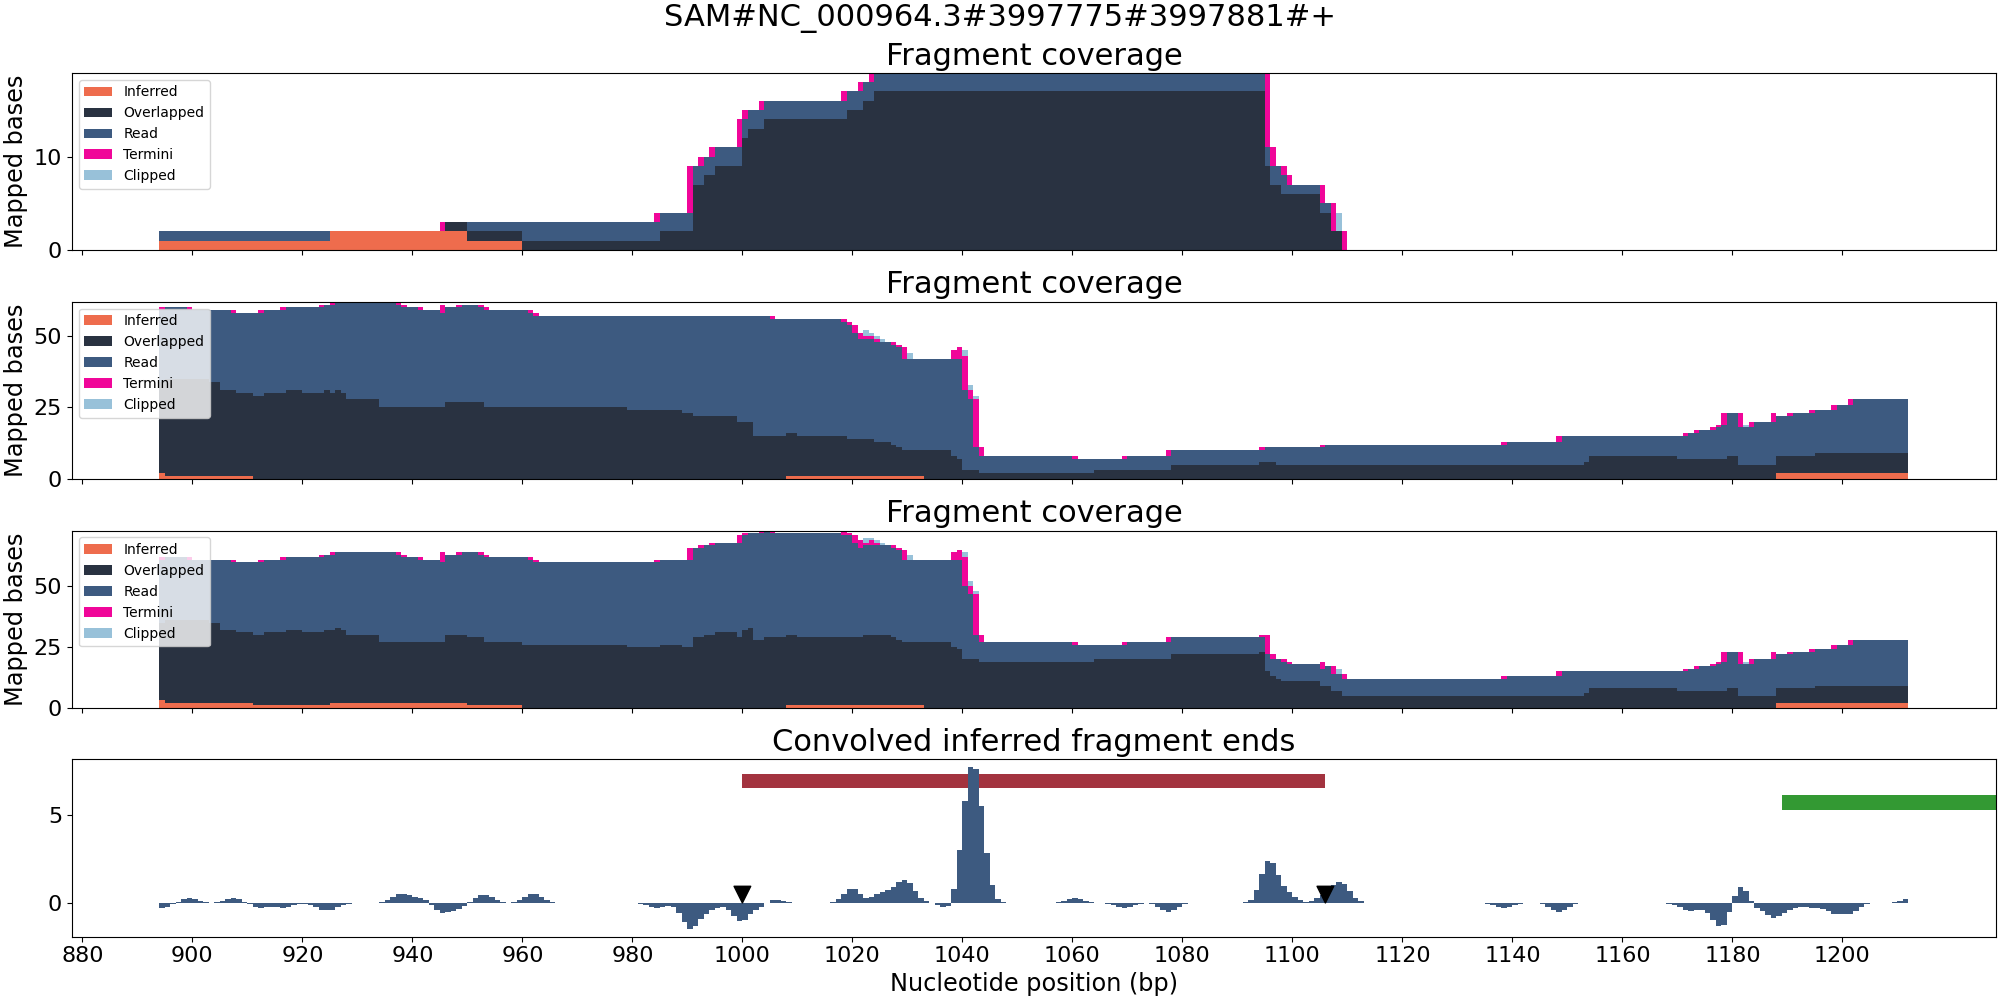 SAM#NC_000964.3#3997775#3997881#+
Fragment coverage
Mapped bases
10
0
Inferred
Overlapped
Read
Termini
Clipped
Fragment coverage
Mapped bases
50
25
0
Inferred
Overlapped
Read
Termini
Clipped
Fragment coverage
Mapped bases
50
25
0
Inferred
Overlapped
Read
Termini
Clipped
Convolved inferred fragment ends
5
0
880 900 920 940 960 980 1000 1020 1040 1060 1080 1100 1120 1140 1160 1180 1200
Nucleotide position (bp)